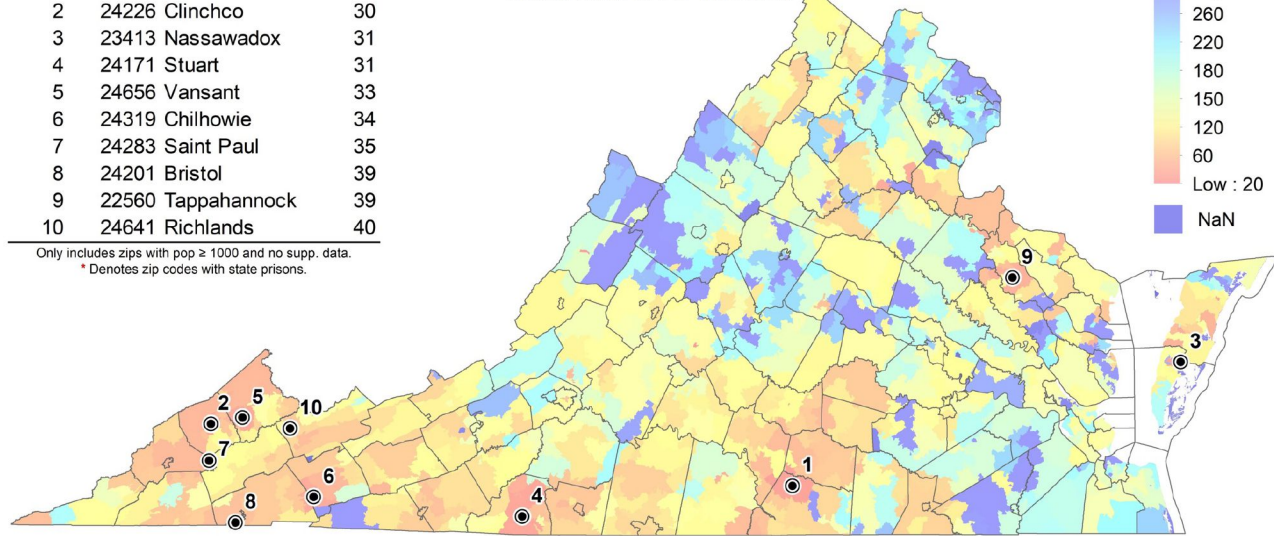 2 24226 Clinchco 30
3 23413 Nassawadox 31
4 24171 Stuart 31
5 24656 Vansant 33
6 24319 Chilhowie 34
7 24283 Saint Paul 35
8 24201 Bristol 39
9 22560 Tappahannock 39
10 24641 Richlands 40
Only includes zips with pop ≥ 1000 and no supp. data.
* Denotes zip codes with state prisons.
260
220
180
150
120
60
Low : 20
NaN
9
3
2
5
10
7
6
1
4
8